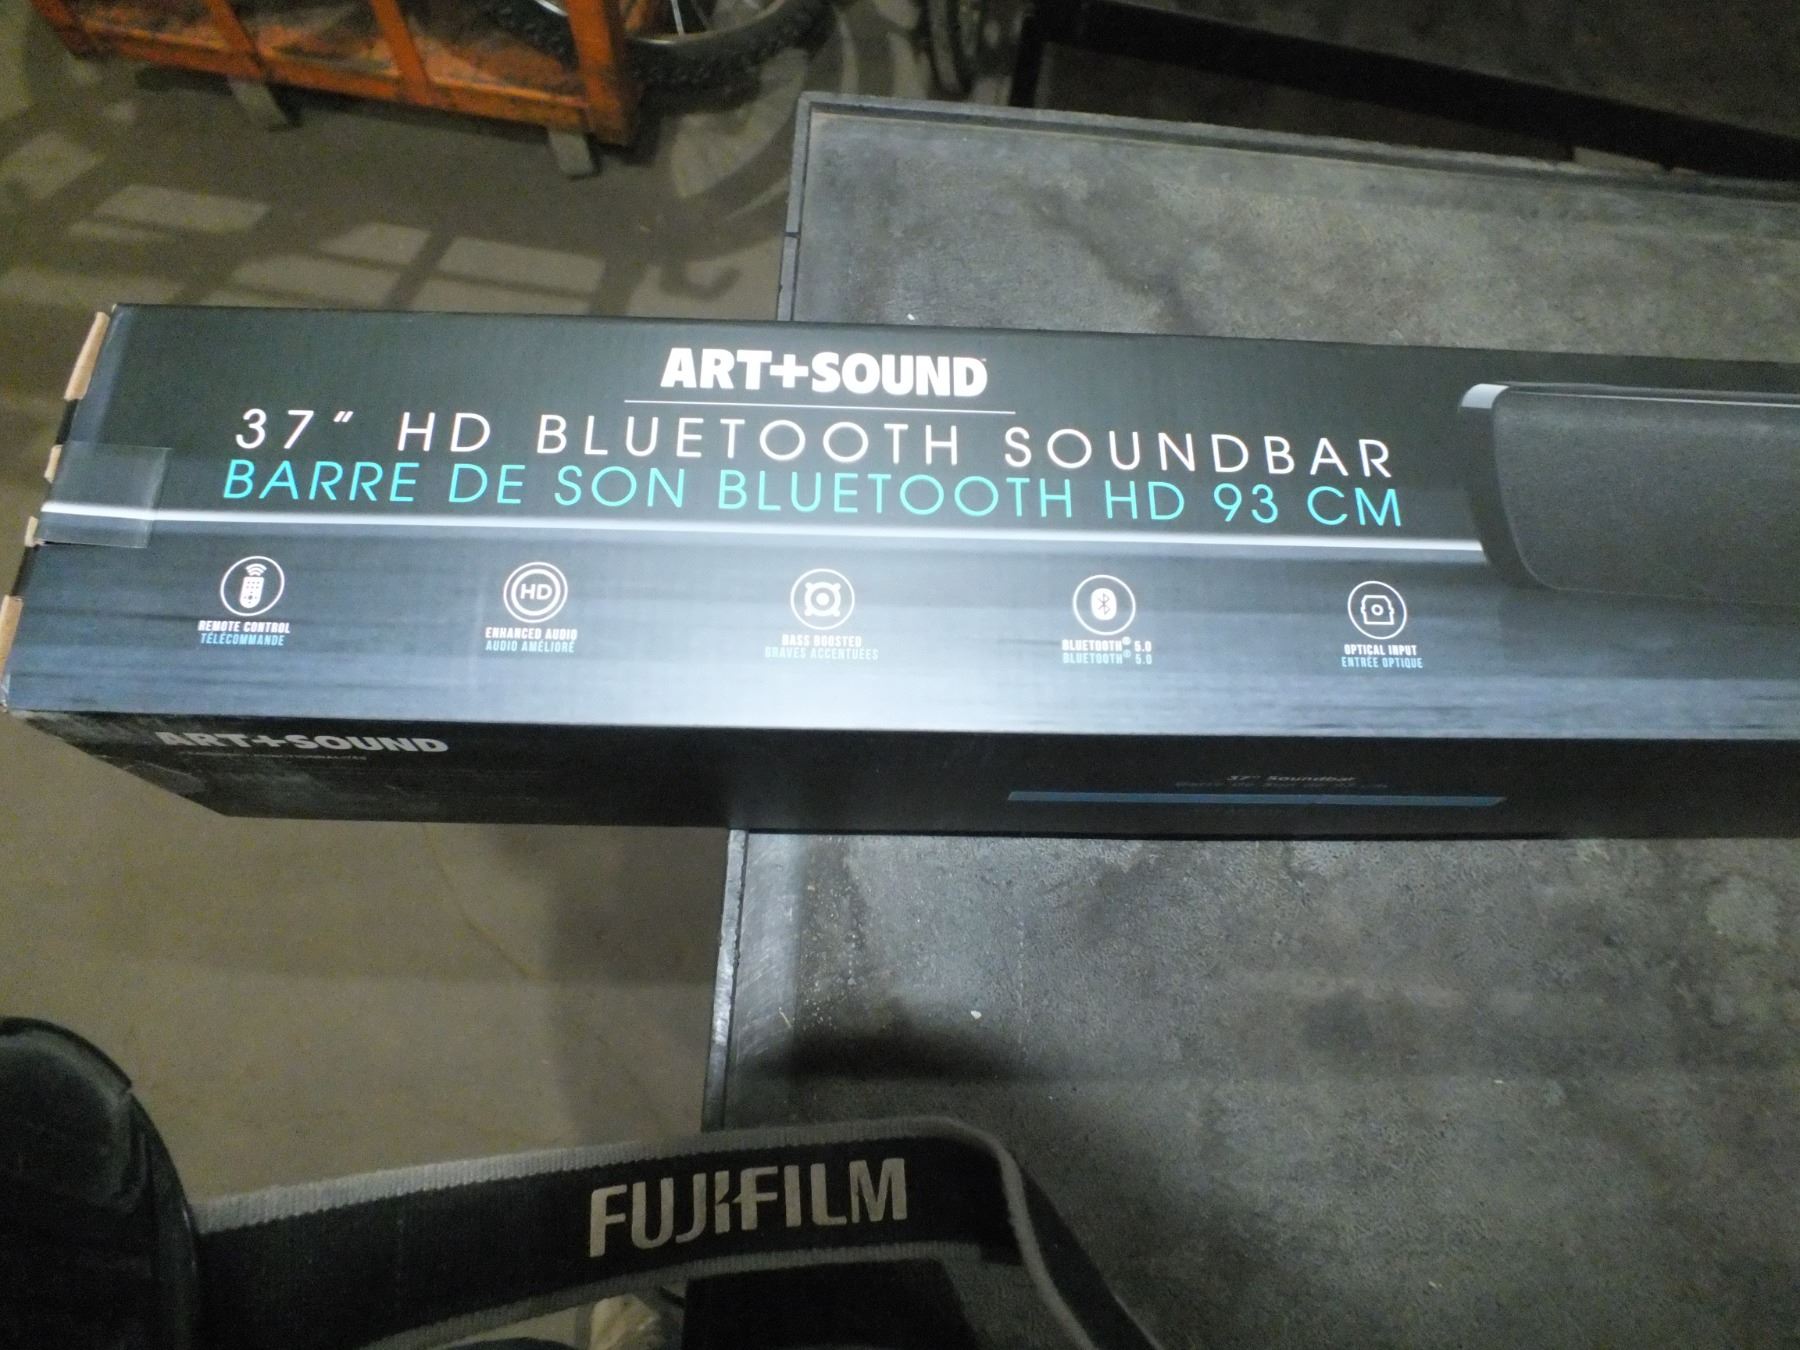 ART+SOUND
37" HD BLUETOOTH SOUNDBAR
BARRE DE SON BLUETOOTH HD 93 CM
REMOTE CONTROL
TÉLÉCOMMANDE
HD
ENHANCED AUDIO
AUDIO AMÉLIORÉ
BASS BOOSTED
GRAVES ACCENTUÉES
BLUETOOTH® 5.0
BLUETOOTH® 5.0
OPTICAL INPUT
ENTRÉE OPTIQUE
ART+SOUND
37" Soundbar
FUJIFILM